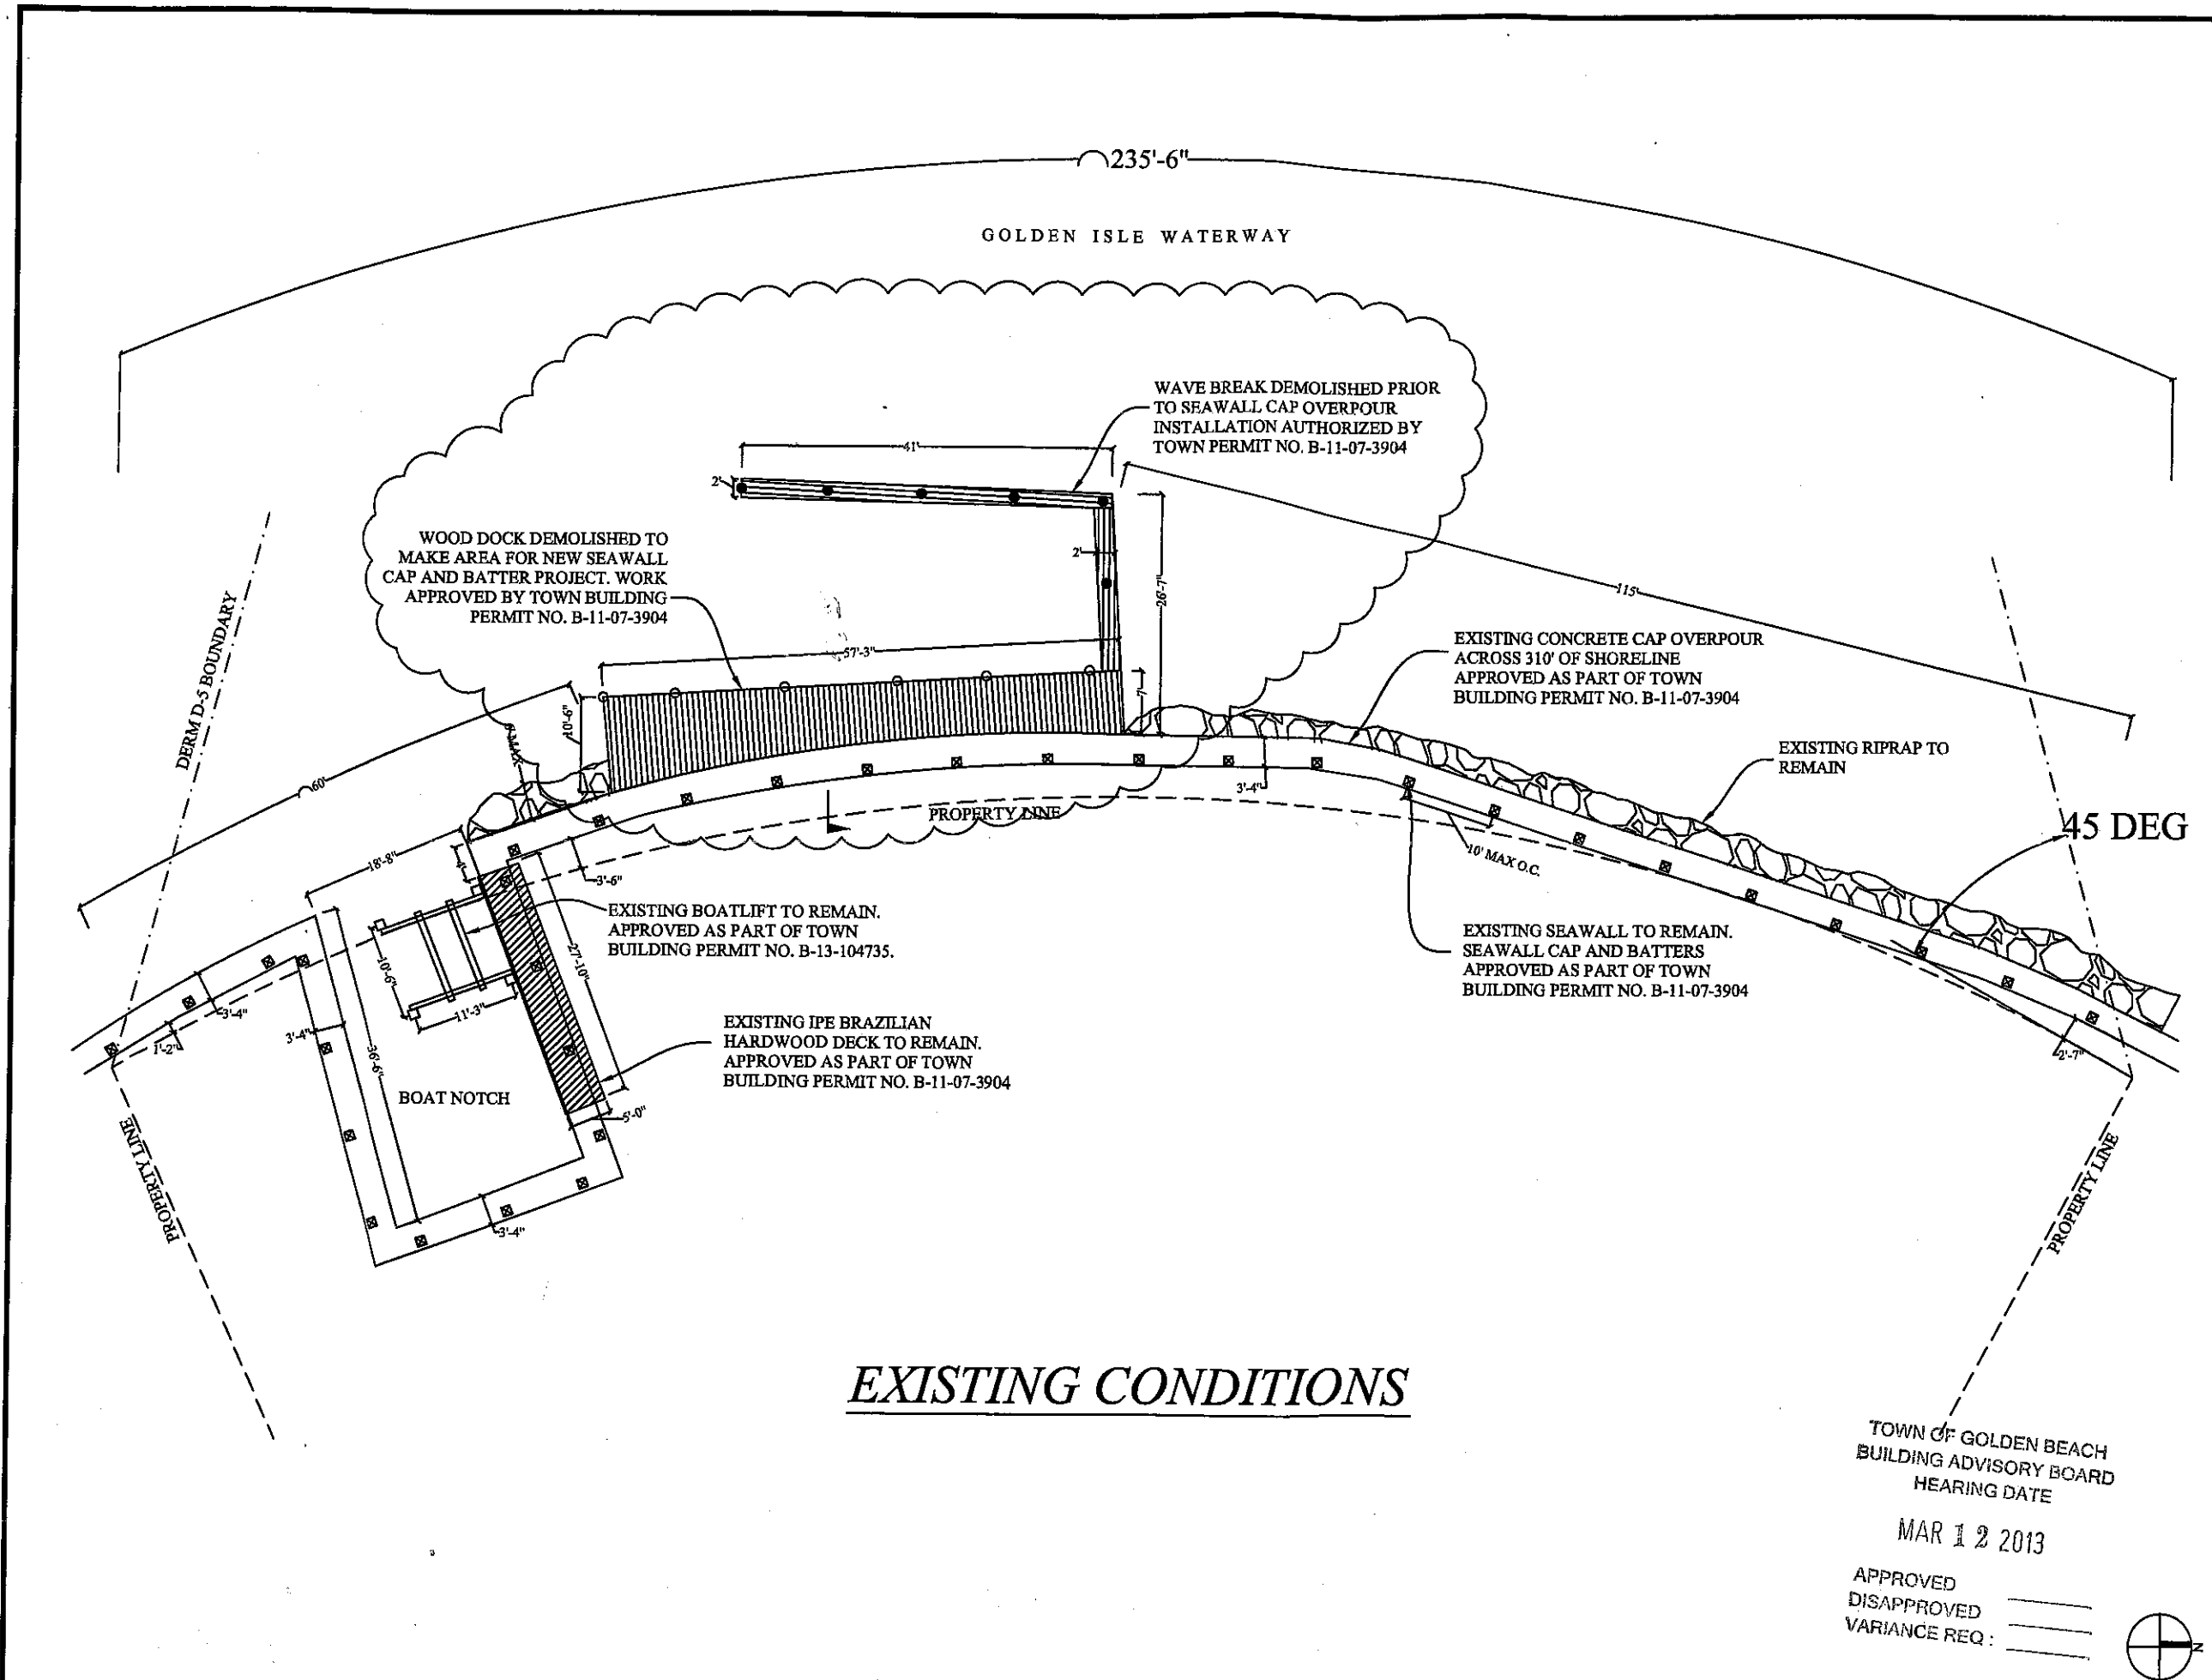 235'-6"
GOLDEN ISLE WATERWAY
WAVE BREAK DEMOLISHED PRIOR
TO SEAWALL CAP OVERPOUR
INSTALLATION AUTHORIZED BY
TOWN PERMIT NO. B-11-07-3904
41'
2'
WOOD DOCK DEMOLISHED TO
MAKE AREA FOR NEW SEAWALL
CAP AND BATTER PROJECT. WORK
APPROVED BY TOWN BUILDING
PERMIT NO. B-11-07-3904
2'
26'-7"
115'
DERM D-5 BOUNDARY
57'-3"
EXISTING CONCRETE CAP OVERPOUR
ACROSS 310' OF SHORELINE
APPROVED AS PART OF TOWN
BUILDING PERMIT NO. B-11-07-3904
7'
10'-6"
MAX
60'
EXISTING RIPRAP TO
REMAIN
3'-4"
PROPERTY LINE
45 DEG
10' MAX O.C.
18'-8"
4'
3'-6"
EXISTING BOATLIFT TO REMAIN.
APPROVED AS PART OF TOWN
BUILDING PERMIT NO. B-13-104735.
EXISTING SEAWALL TO REMAIN.
SEAWALL CAP AND BATTERS
APPROVED AS PART OF TOWN
BUILDING PERMIT NO. B-11-07-3904
27'-10"
10'-6"
11'-3"
3'-4"
1'-2"
3'-4"
36'-6"
EXISTING IPE BRAZILIAN
HARDWOOD DECK TO REMAIN.
APPROVED AS PART OF TOWN
BUILDING PERMIT NO. B-11-07-3904
2'-7"
BOAT NOTCH
5'-0"
PROPERTY LINE
PROPERTY LINE
3'-4"
EXISTING CONDITIONS
TOWN OF GOLDEN BEACH
BUILDING ADVISORY BOARD
HEARING DATE
MAR 12 2013
APPROVED
DISAPPROVED
VARIANCE REQ:
N